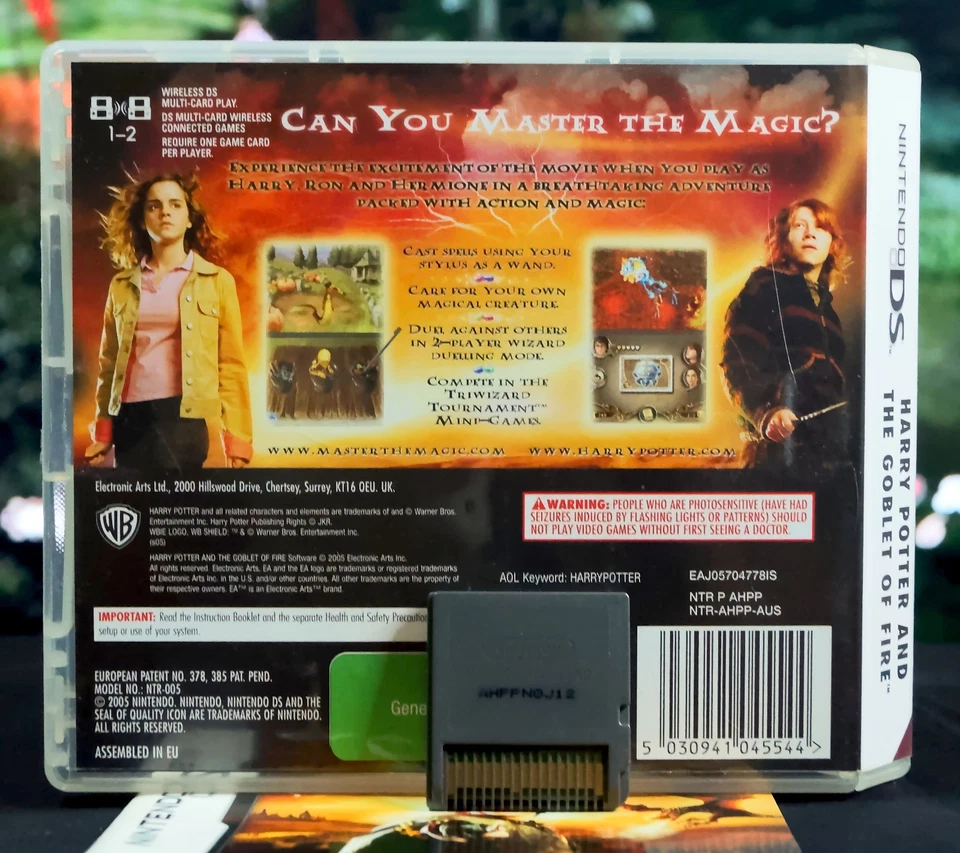 WIRELESS DS
MULTI-CARD PLAY.
DS MULTI-CARD WIRELESS
CONNECTED GAMES
REQUIRE ONE GAME CARD
PER PLAYER.
1–2
CAN YOU MASTER THE MAGIC?
EXPERIENCE THE EXCITEMENT OF THE MOVIE WHEN YOU PLAY AS
HARRY, RON AND HERMIONE IN A BREATHTAKING ADVENTURE
PACKED WITH ACTION AND MAGIC:
CAST SPELLS USING YOUR
STYLUS AS A WAND.
CARE FOR YOUR OWN
MAGICAL CREATURE
DUEL AGAINST OTHERS
IN 2-PLAYER WIZARD
DUELLING MODE.
COMPETE IN THE
TRIWIZARD
TOURNAMENT™
MINI-GAMES.
WWW.MASTERTHEMAGIC.COM WWW.HARRYPOTTER.COM
Electronic Arts Ltd., 2000 Hillswood Drive, Chertsey, Surrey, KT16 OEU. UK.
WB
HARRY POTTER and all related characters and elements are trademarks of and © Warner Bros.
Entertainment Inc. Harry Potter Publishing Rights © JKR.
WBIE LOGO, WB SHIELD: ™ & © Warner Bros. Entertainment Inc.
(s05)
HARRY POTTER AND THE GOBLET OF FIRE Software © 2005 Electronic Arts Inc.
All rights reserved. Electronic Arts, EA and the EA logo are trademarks or registered trademarks
of Electronic Arts Inc. in the U.S. and/or other countries. All other trademarks are the property of
their respective owners. EA™ is an Electronic Arts™ brand.
WARNING: PEOPLE WHO ARE PHOTOSENSITIVE (HAVE HAD
SEIZURES INDUCED BY FLASHING LIGHTS OR PATTERNS) SHOULD
NOT PLAY VIDEO GAMES WITHOUT FIRST SEEING A DOCTOR.
AOL Keyword: HARRYPOTTER
EAJ05704778IS
NTR P AHPP
NTR-AHPP-AUS
IMPORTANT: Read the Instruction Booklet and the separate Health and Safety Precaution
setup or use of your system.
EUROPEAN PATENT NO. 378, 385 PAT. PEND.
MODEL NO.: NTR-005
© 2005 NINTENDO. NINTENDO, NINTENDO DS AND THE
SEAL OF QUALITY ICON ARE TRADEMARKS OF NINTENDO.
ALL RIGHTS RESERVED.
ASSEMBLED IN EU
Gene
AHPPN0J12
5 030941 045544 >
NINTENDO DS™
HARRY POTTER AND
THE GOBLET OF FIRE™
NINTENDO